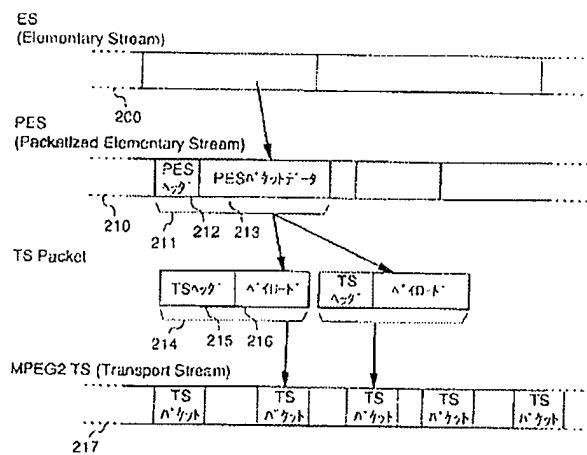 ES
(Elementary Stream)
200
PES
(Packetized Elementary Stream)
PES
ヘッダ
PESパケットデータ
210
211
212
213
TS Packet
TSヘッダ
ペイロード
TS
ヘッダ
ペイロード
214
215
216
MPEG2 TS (Transport Stream)
TS
パケット
TS
パケット
TS
パケット
TS
パケット
TS
パケット
217